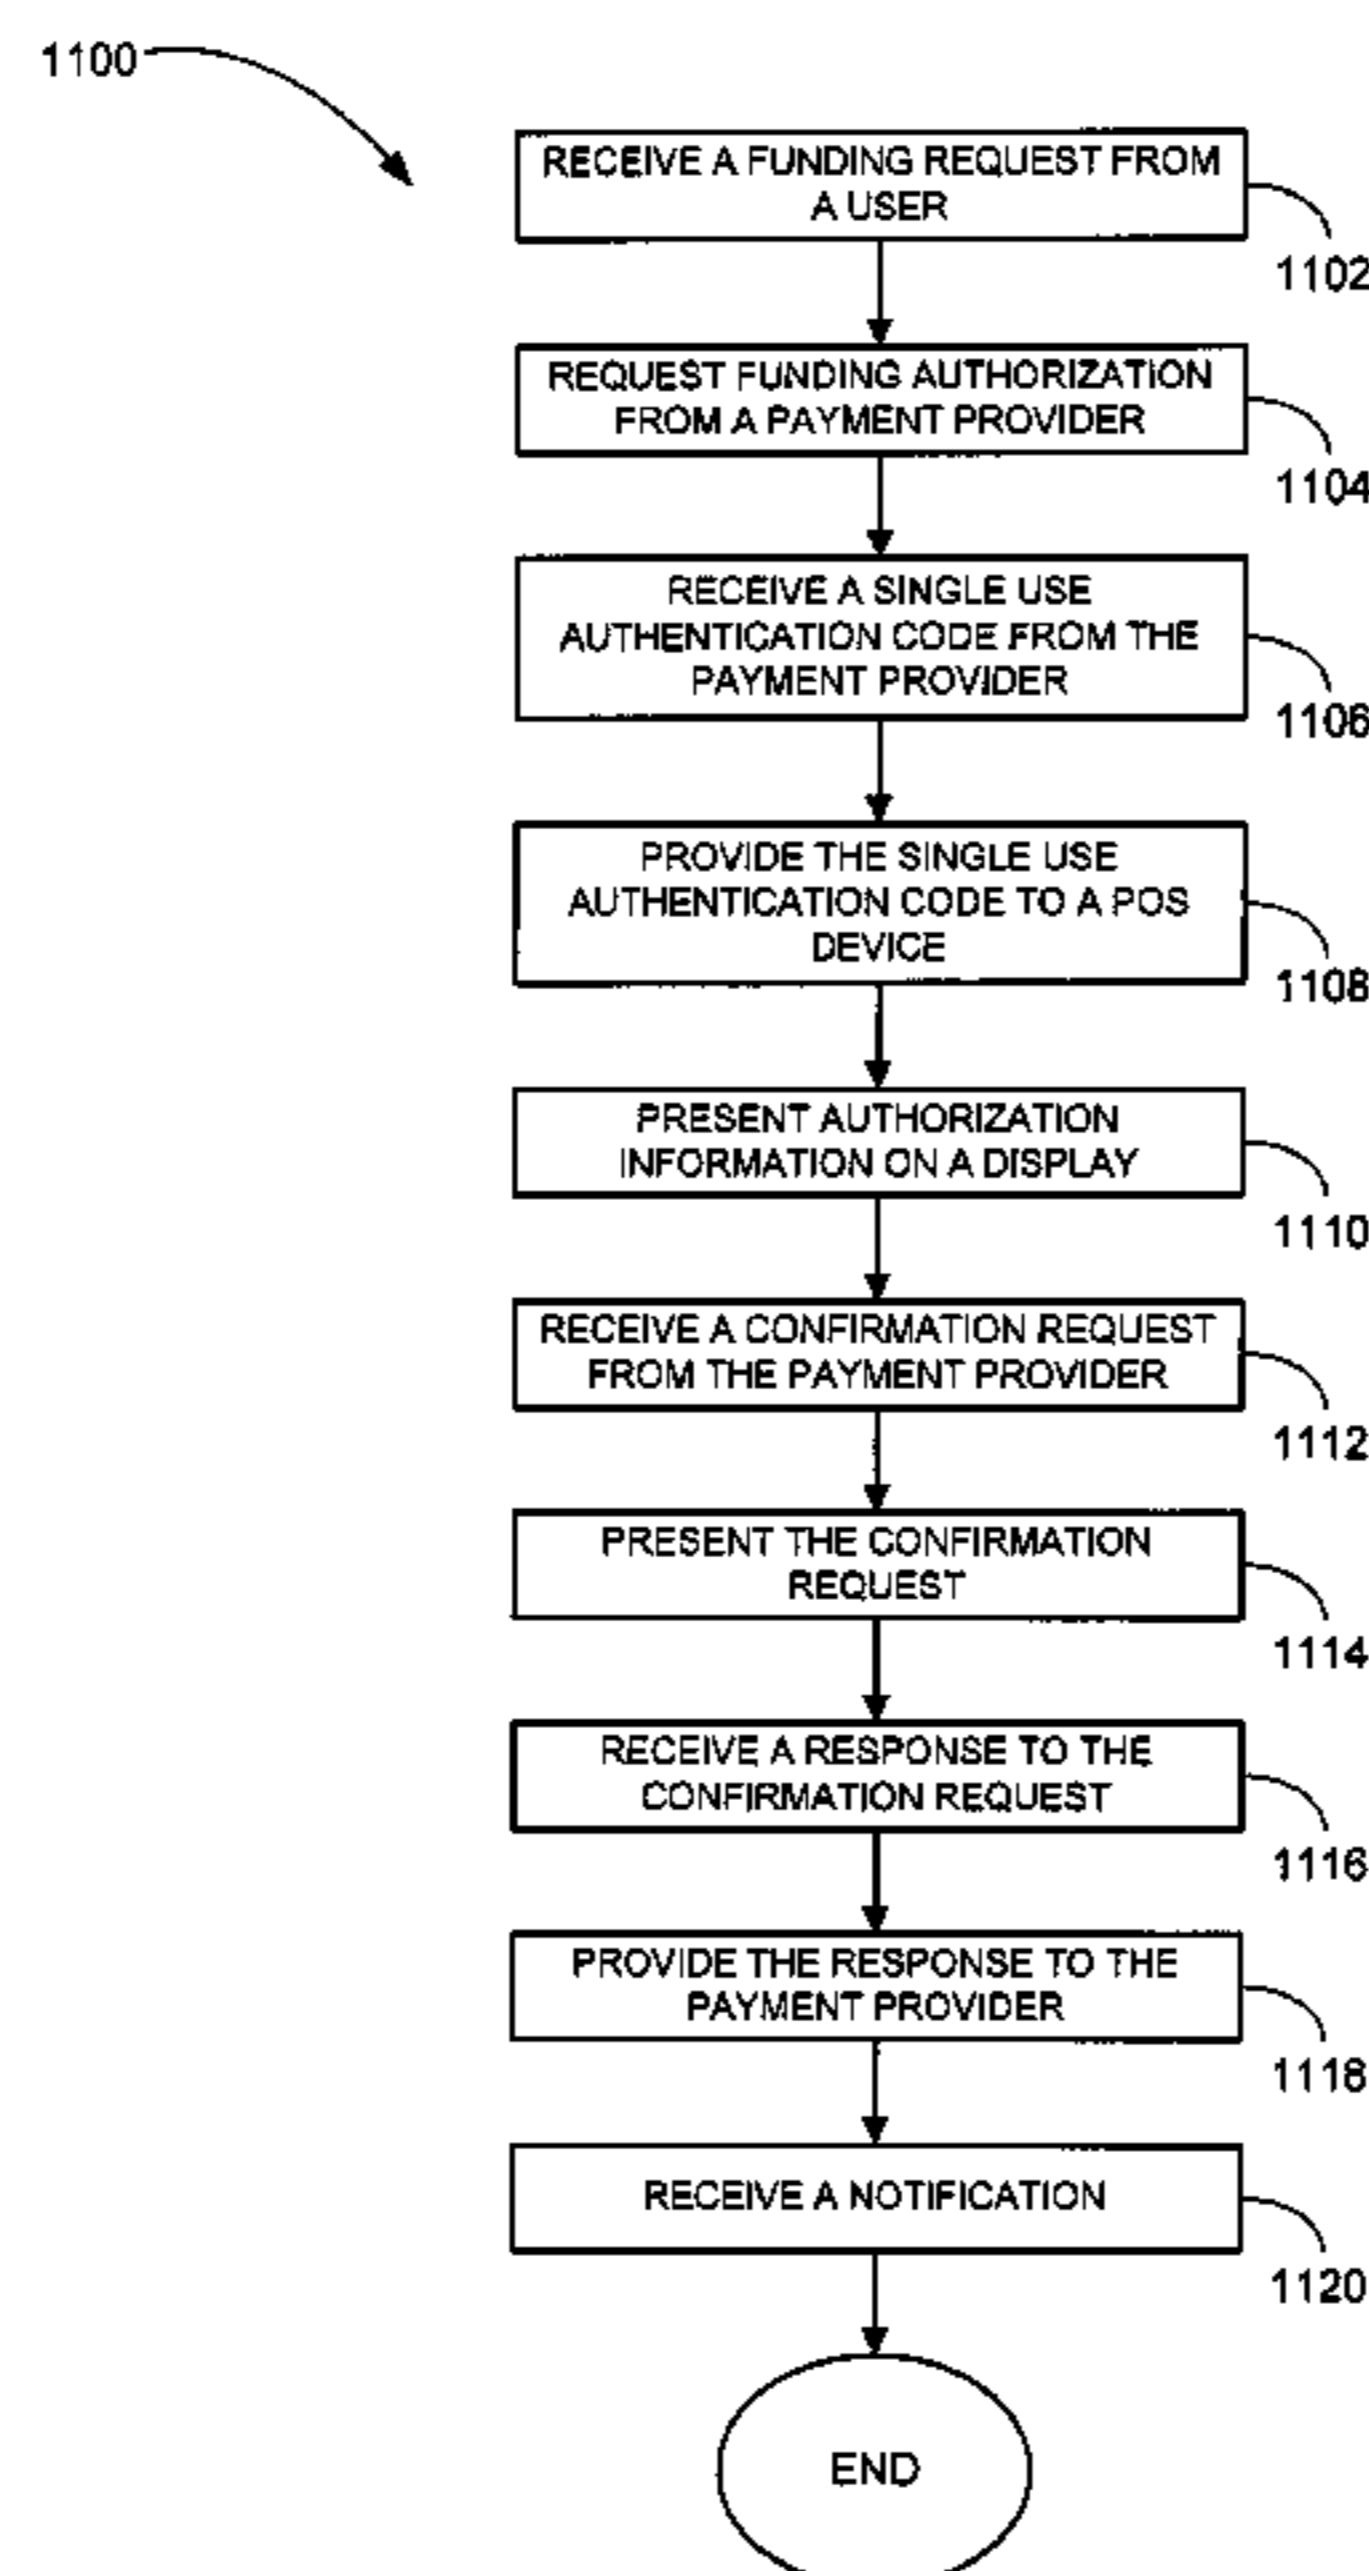 1100
RECEIVE A FUNDING REQUEST FROM
A USER
1102
REQUEST FUNDING AUTHORIZATION
FROM A PAYMENT PROVIDER
1104
RECEIVE A SINGLE USE
AUTHENTICATION CODE FROM THE
PAYMENT PROVIDER
1106
PROVIDE THE SINGLE USE
AUTHENTICATION CODE TO A POS
DEVICE
1108
PRESENT AUTHORIZATION
INFORMATION ON A DISPLAY
1110
RECEIVE A CONFIRMATION REQUEST
FROM THE PAYMENT PROVIDER
1112
PRESENT THE CONFIRMATION
REQUEST
1114
RECEIVE A RESPONSE TO THE
CONFIRMATION REQUEST
1116
PROVIDE THE RESPONSE TO THE
PAYMENT PROVIDER
1118
RECEIVE A NOTIFICATION
1120
END